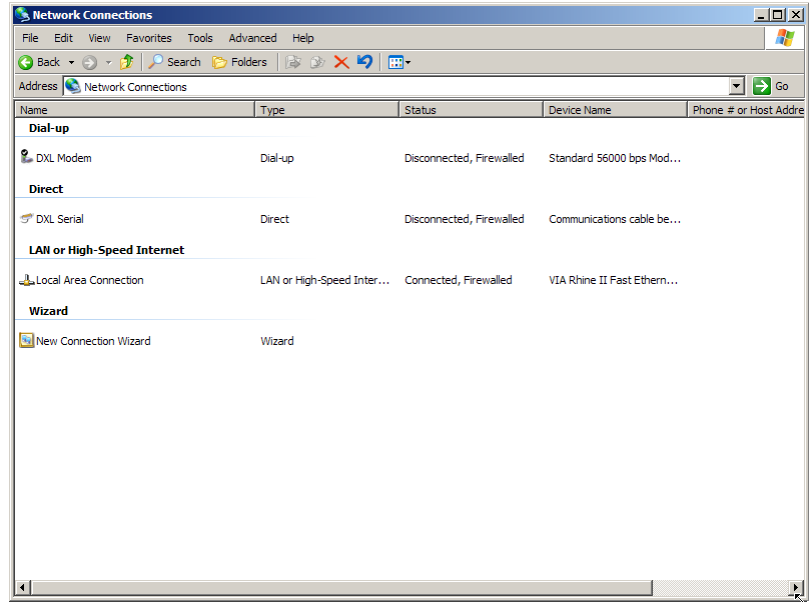 Network Connections
File Edit View Favorites Tools Advanced Help
Back Search Folders
Address Network Connections Go
Name Type Status Device Name Phone # or Host Addre
Dial-up
DXL Modem Dial-up Disconnected, Firewalled Standard 56000 bps Mod...
Direct
DXL Serial Direct Disconnected, Firewalled Communications cable be...
LAN or High-Speed Internet
Local Area Connection LAN or High-Speed Inter... Connected, Firewalled VIA Rhine II Fast Ethern...
Wizard
New Connection Wizard Wizard